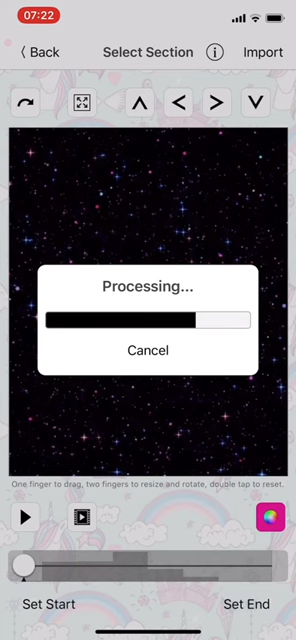 07:22
Back
Select Section
i
Import
Processing...
Cancel
One finger to drag, two fingers to resize and rotate, double tap to reset.
Set Start
Set End